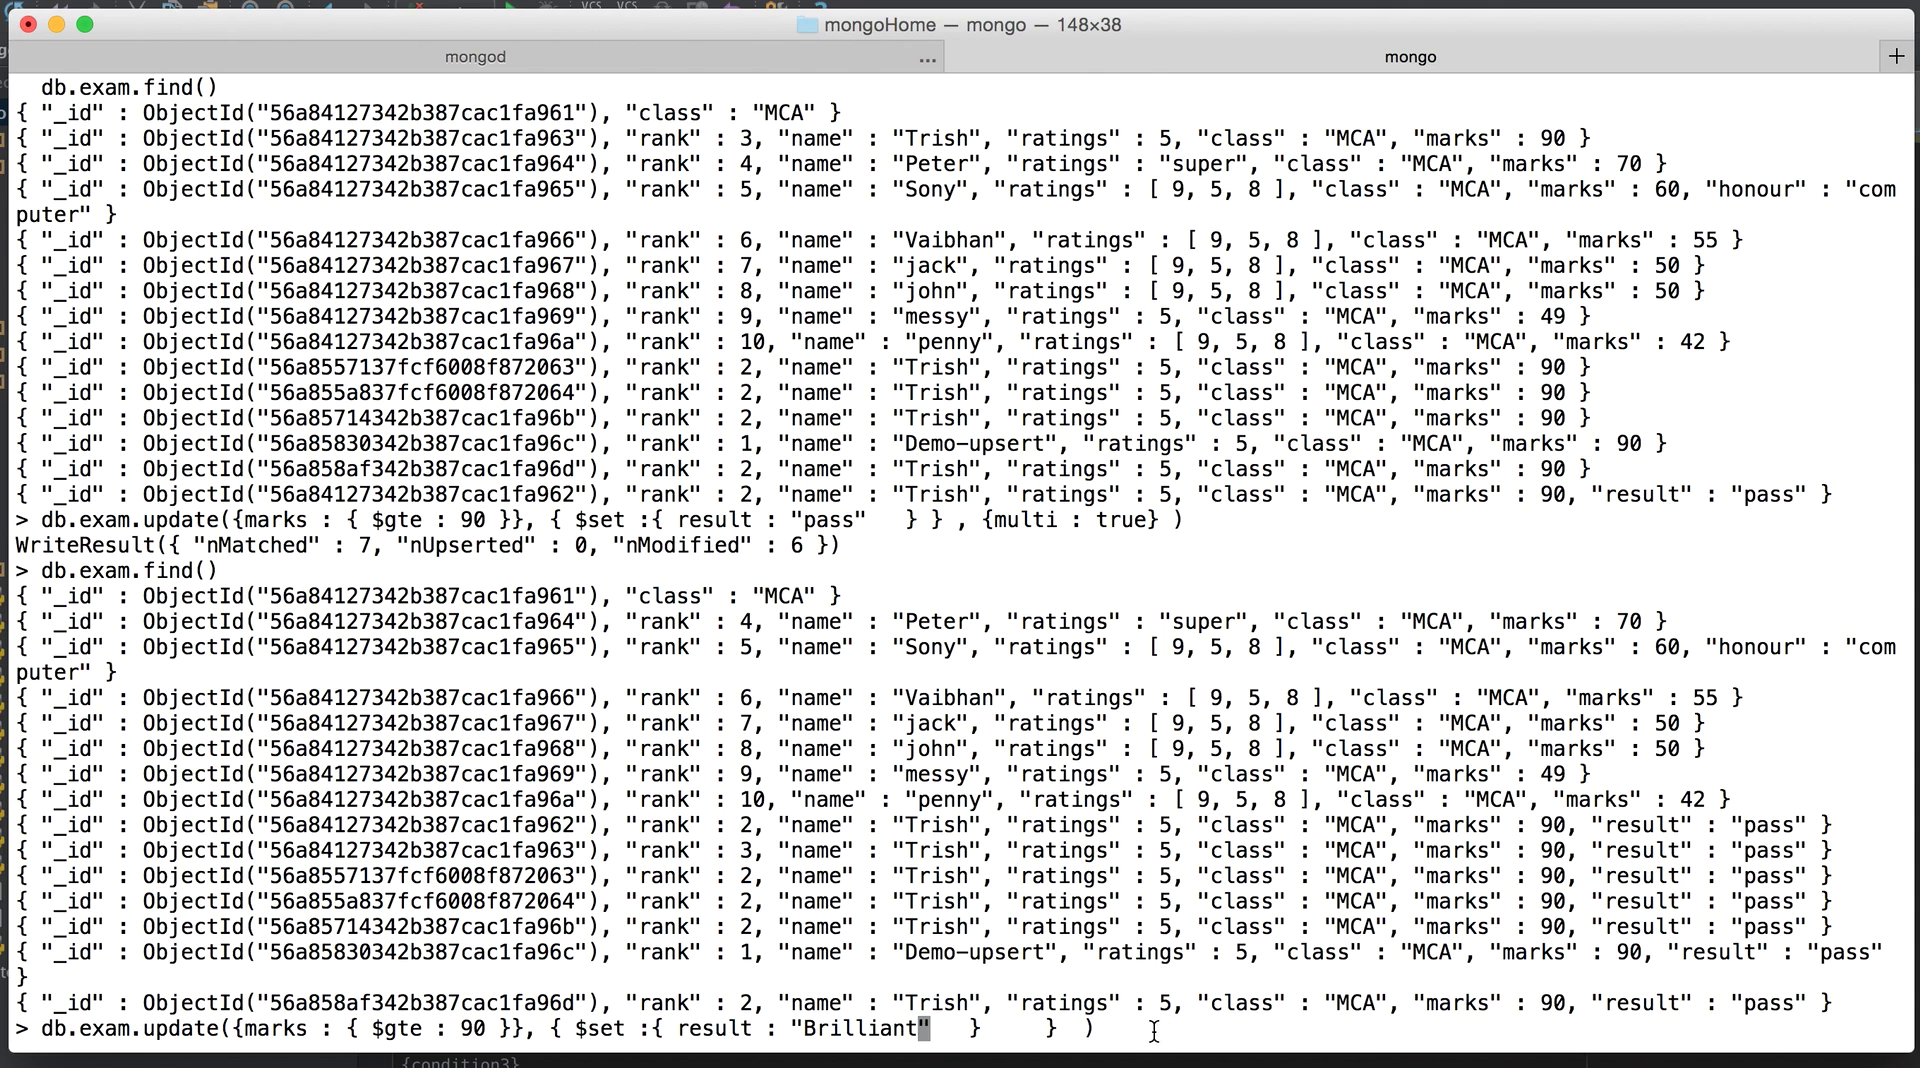 VCS VCS
mongoHome — mongo — 148×38
mongod ... mongo +
db.exam.find()
{ "_id" : ObjectId("56a84127342b387cac1fa961"), "class" : "MCA" }
{ "_id" : ObjectId("56a84127342b387cac1fa963"), "rank" : 3, "name" : "Trish", "ratings" : 5, "class" : "MCA", "marks" : 90 }
{ "_id" : ObjectId("56a84127342b387cac1fa964"), "rank" : 4, "name" : "Peter", "ratings" : "super", "class" : "MCA", "marks" : 70 }
{ "_id" : ObjectId("56a84127342b387cac1fa965"), "rank" : 5, "name" : "Sony", "ratings" : [ 9, 5, 8 ], "class" : "MCA", "marks" : 60, "honour" : "com
puter" }
{ "_id" : ObjectId("56a84127342b387cac1fa966"), "rank" : 6, "name" : "Vaibhan", "ratings" : [ 9, 5, 8 ], "class" : "MCA", "marks" : 55 }
{ "_id" : ObjectId("56a84127342b387cac1fa967"), "rank" : 7, "name" : "jack", "ratings" : [ 9, 5, 8 ], "class" : "MCA", "marks" : 50 }
{ "_id" : ObjectId("56a84127342b387cac1fa968"), "rank" : 8, "name" : "john", "ratings" : [ 9, 5, 8 ], "class" : "MCA", "marks" : 50 }
{ "_id" : ObjectId("56a84127342b387cac1fa969"), "rank" : 9, "name" : "messy", "ratings" : 5, "class" : "MCA", "marks" : 49 }
{ "_id" : ObjectId("56a84127342b387cac1fa96a"), "rank" : 10, "name" : "penny", "ratings" : [ 9, 5, 8 ], "class" : "MCA", "marks" : 42 }
{ "_id" : ObjectId("56a8557137fcf6008f872063"), "rank" : 2, "name" : "Trish", "ratings" : 5, "class" : "MCA", "marks" : 90 }
{ "_id" : ObjectId("56a855a837fcf6008f872064"), "rank" : 2, "name" : "Trish", "ratings" : 5, "class" : "MCA", "marks" : 90 }
{ "_id" : ObjectId("56a85714342b387cac1fa96b"), "rank" : 2, "name" : "Trish", "ratings" : 5, "class" : "MCA", "marks" : 90 }
{ "_id" : ObjectId("56a85830342b387cac1fa96c"), "rank" : 1, "name" : "Demo-upsert", "ratings" : 5, "class" : "MCA", "marks" : 90 }
{ "_id" : ObjectId("56a858af342b387cac1fa96d"), "rank" : 2, "name" : "Trish", "ratings" : 5, "class" : "MCA", "marks" : 90 }
{ "_id" : ObjectId("56a84127342b387cac1fa962"), "rank" : 2, "name" : "Trish", "ratings" : 5, "class" : "MCA", "marks" : 90, "result" : "pass" }
> db.exam.update({marks : { $gte : 90 }}, { $set :{ result : "pass"   } } , {multi : true} )
WriteResult({ "nMatched" : 7, "nUpserted" : 0, "nModified" : 6 })
> db.exam.find()
{ "_id" : ObjectId("56a84127342b387cac1fa961"), "class" : "MCA" }
{ "_id" : ObjectId("56a84127342b387cac1fa964"), "rank" : 4, "name" : "Peter", "ratings" : "super", "class" : "MCA", "marks" : 70 }
{ "_id" : ObjectId("56a84127342b387cac1fa965"), "rank" : 5, "name" : "Sony", "ratings" : [ 9, 5, 8 ], "class" : "MCA", "marks" : 60, "honour" : "com
puter" }
{ "_id" : ObjectId("56a84127342b387cac1fa966"), "rank" : 6, "name" : "Vaibhan", "ratings" : [ 9, 5, 8 ], "class" : "MCA", "marks" : 55 }
{ "_id" : ObjectId("56a84127342b387cac1fa967"), "rank" : 7, "name" : "jack", "ratings" : [ 9, 5, 8 ], "class" : "MCA", "marks" : 50 }
{ "_id" : ObjectId("56a84127342b387cac1fa968"), "rank" : 8, "name" : "john", "ratings" : [ 9, 5, 8 ], "class" : "MCA", "marks" : 50 }
{ "_id" : ObjectId("56a84127342b387cac1fa969"), "rank" : 9, "name" : "messy", "ratings" : 5, "class" : "MCA", "marks" : 49 }
{ "_id" : ObjectId("56a84127342b387cac1fa96a"), "rank" : 10, "name" : "penny", "ratings" : [ 9, 5, 8 ], "class" : "MCA", "marks" : 42 }
{ "_id" : ObjectId("56a84127342b387cac1fa962"), "rank" : 2, "name" : "Trish", "ratings" : 5, "class" : "MCA", "marks" : 90, "result" : "pass" }
{ "_id" : ObjectId("56a84127342b387cac1fa963"), "rank" : 3, "name" : "Trish", "ratings" : 5, "class" : "MCA", "marks" : 90, "result" : "pass" }
{ "_id" : ObjectId("56a8557137fcf6008f872063"), "rank" : 2, "name" : "Trish", "ratings" : 5, "class" : "MCA", "marks" : 90, "result" : "pass" }
{ "_id" : ObjectId("56a855a837fcf6008f872064"), "rank" : 2, "name" : "Trish", "ratings" : 5, "class" : "MCA", "marks" : 90, "result" : "pass" }
{ "_id" : ObjectId("56a85714342b387cac1fa96b"), "rank" : 2, "name" : "Trish", "ratings" : 5, "class" : "MCA", "marks" : 90, "result" : "pass" }
{ "_id" : ObjectId("56a85830342b387cac1fa96c"), "rank" : 1, "name" : "Demo-upsert", "ratings" : 5, "class" : "MCA", "marks" : 90, "result" : "pass"
}
{ "_id" : ObjectId("56a858af342b387cac1fa96d"), "rank" : 2, "name" : "Trish", "ratings" : 5, "class" : "MCA", "marks" : 90, "result" : "pass" }
> db.exam.update({marks : { $gte : 90 }}, { $set :{ result : "Brilliant"   }     }  )
{condition3}